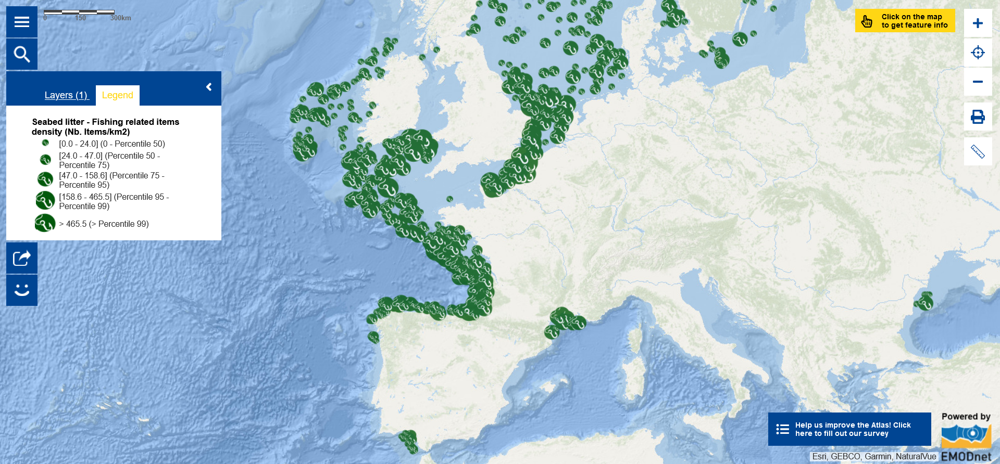 0 150 300km
Click on the map
to get feature info
Layers (1)
Legend
Seabed litter - Fishing related items
density (Nb. Items/km2)
[0.0 - 24.0] (0 - Percentile 50)
[24.0 - 47.0] (Percentile 50 -
Percentile 75)
[47.0 - 158.6] (Percentile 75 -
Percentile 95)
[158.6 - 465.5] (Percentile 95 -
Percentile 99)
> 465.5 (> Percentile 99)
Help us improve the Atlas! Click
here to fill out our survey
Powered by
EMODnet
Esri, GEBCO, Garmin, NaturalVue